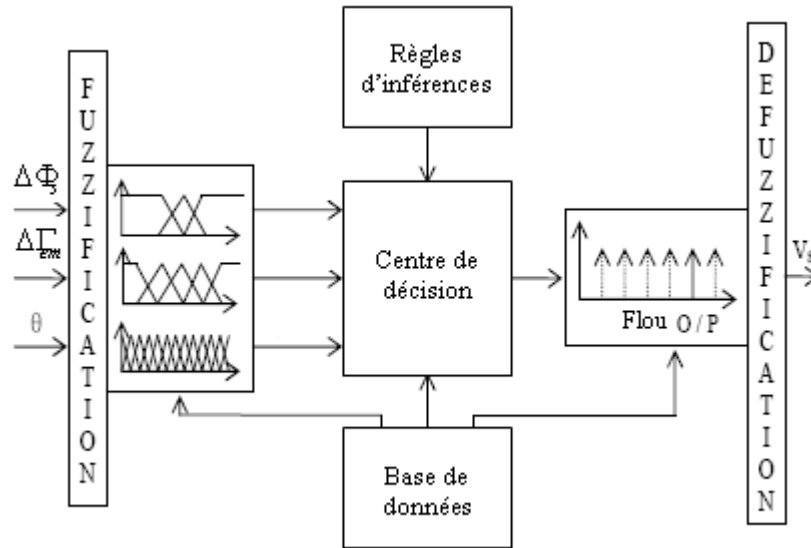 Règles
d'inférences
FUZZIFICATION
ΔΦs
ΔΓem
θ
Centre de
décision
Flou O/P
DEFUZZIFICATION
Vs
Base de
données